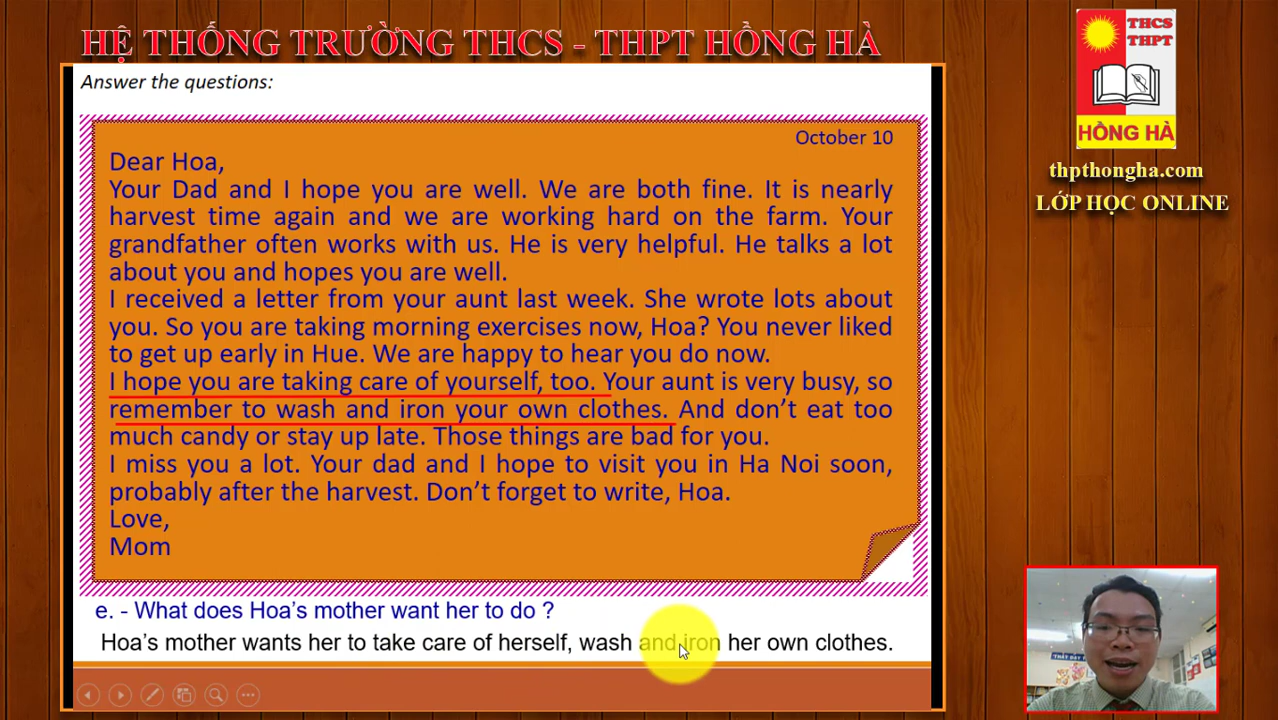 HỆ THỐNG TRƯỜNG THCS - THPT HỒNG HÀ
THCS
THPT
HỒNG HÀ
thpthongha.com
LỚP HỌC ONLINE
Answer the questions:
October 10
Dear Hoa,
Your Dad and I hope you are well. We are both fine. It is nearly
harvest time again and we are working hard on the farm. Your
grandfather often works with us. He is very helpful. He talks a lot
about you and hopes you are well.
I received a letter from your aunt last week. She wrote lots about
you. So you are taking morning exercises now, Hoa? You never liked
to get up early in Hue. We are happy to hear you do now.
I hope you are taking care of yourself, too. Your aunt is very busy, so
remember to wash and iron your own clothes. And don’t eat too
much candy or stay up late. Those things are bad for you.
I miss you a lot. Your dad and I hope to visit you in Ha Noi soon,
probably after the harvest. Don’t forget to write, Hoa.
Love,
Mom
e. - What does Hoa’s mother want her to do ?
Hoa’s mother wants her to take care of herself, wash and iron her own clothes.